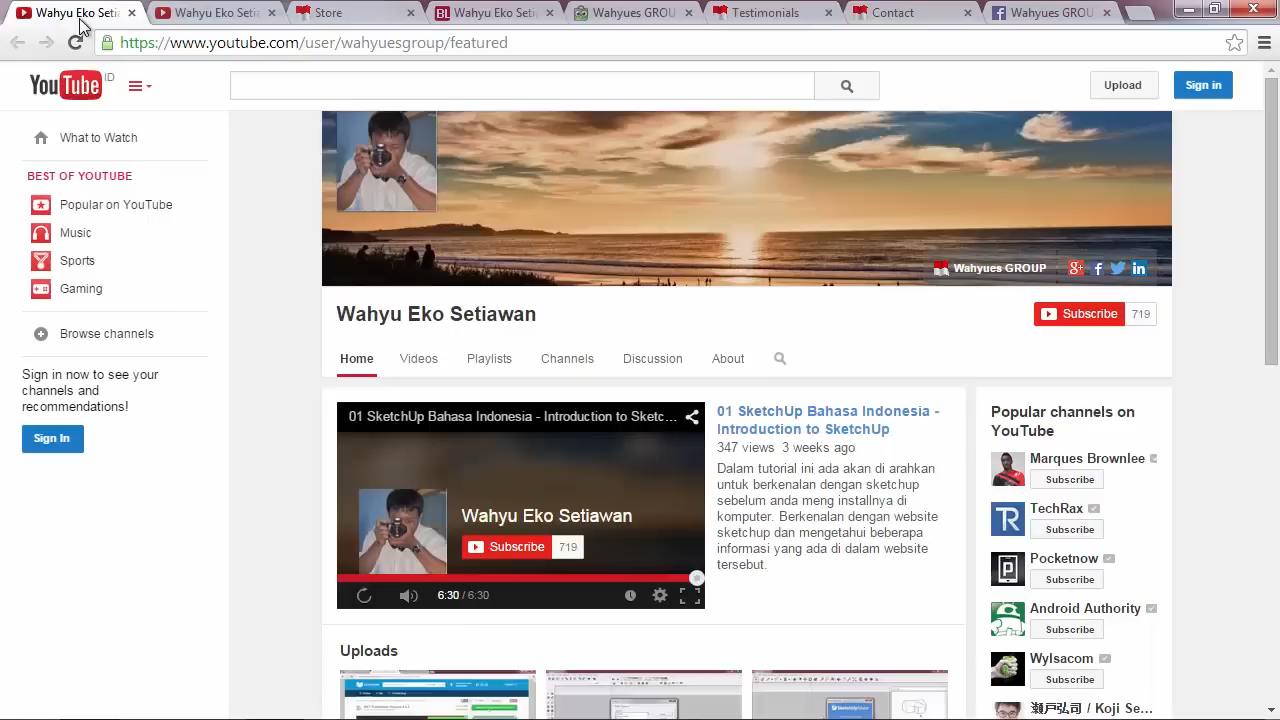 Wahyu Eko Seti
Wahyu Eko Seti
Store
Wahyu Eko Seti
Wahyues GROU
Testimonials
Contact
Wahyues GROU
https://www.youtube.com/user/wahyuesgroup/featured
YouTube ID
Upload
Sign in
What to Watch
BEST OF YOUTUBE
Popular on YouTube
Music
Sports
Gaming
Browse channels
Sign in now to see your
channels and
recommendations!
Sign In
Wahyues GROUP
Wahyu Eko Setiawan
Subscribe 719
Home Videos Playlists Channels Discussion About
01 SketchUp Bahasa Indonesia - Introduction to Sketc...
Wahyu Eko Setiawan
Subscribe 719
6:30 / 6:30
01 SketchUp Bahasa Indonesia -
Introduction to SketchUp
347 views 3 weeks ago
Dalam tutorial ini ada akan di arahkan
untuk berkenalan dengan sketchup
sebelum anda meng installnya di
komputer. Berkenalan dengan website
sketchup dan mengetahui beberapa
informasi yang ada di dalam website
tersebut.
Uploads
Popular channels on
YouTube
Marques Brownlee
Subscribe
TechRax
Subscribe
Pocketnow
Subscribe
Android Authority
Subscribe
Wylsacom
Subscribe
瀬戸弘司 / Koji Se...